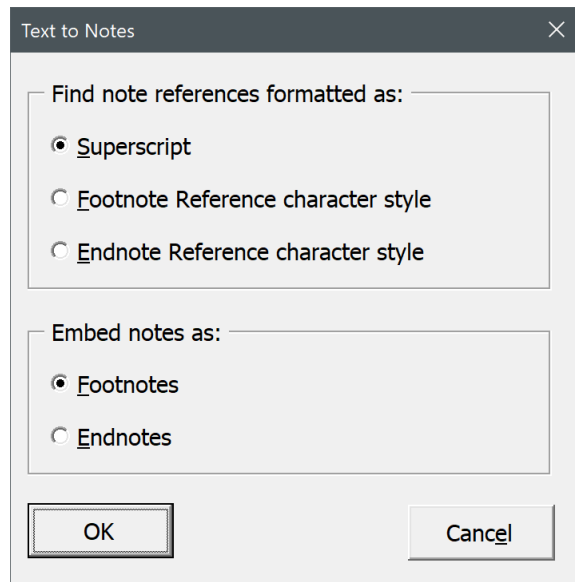 Text to Notes
Find note references formatted as:
Superscript
Footnote Reference character style
Endnote Reference character style
Embed notes as:
Footnotes
Endnotes
OK
Cancel